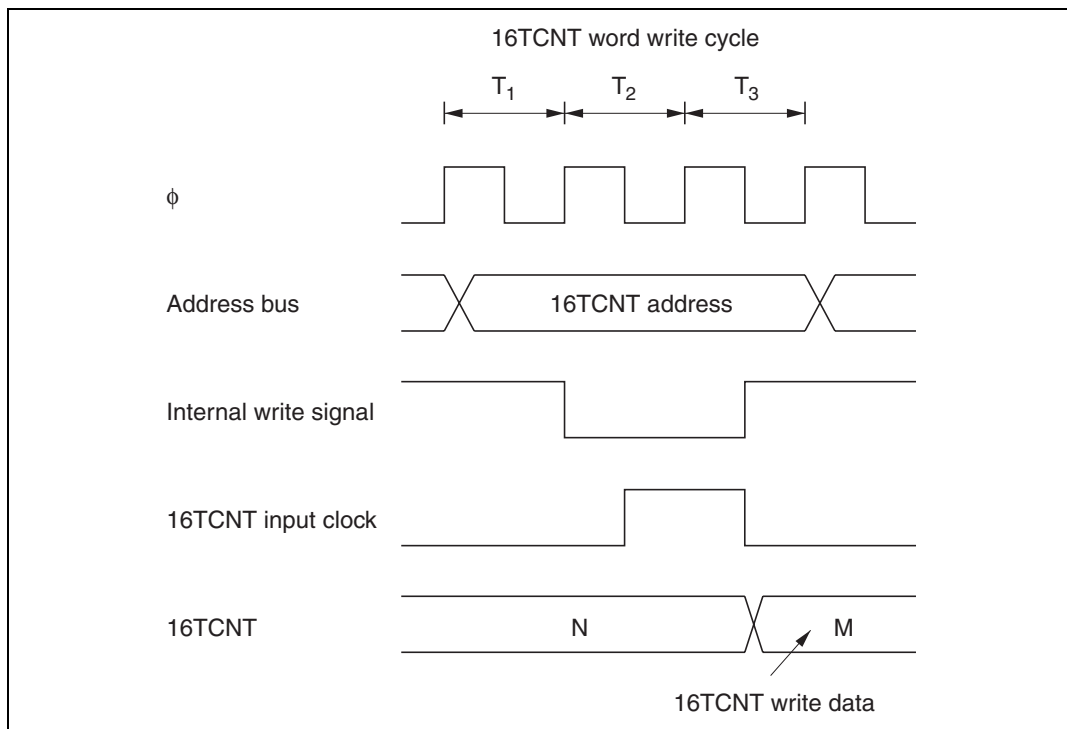 16TCNT word write cycle
T1 T2 T3
φ
Address bus
16TCNT address
Internal write signal
16TCNT input clock
16TCNT
N
M
16TCNT write data